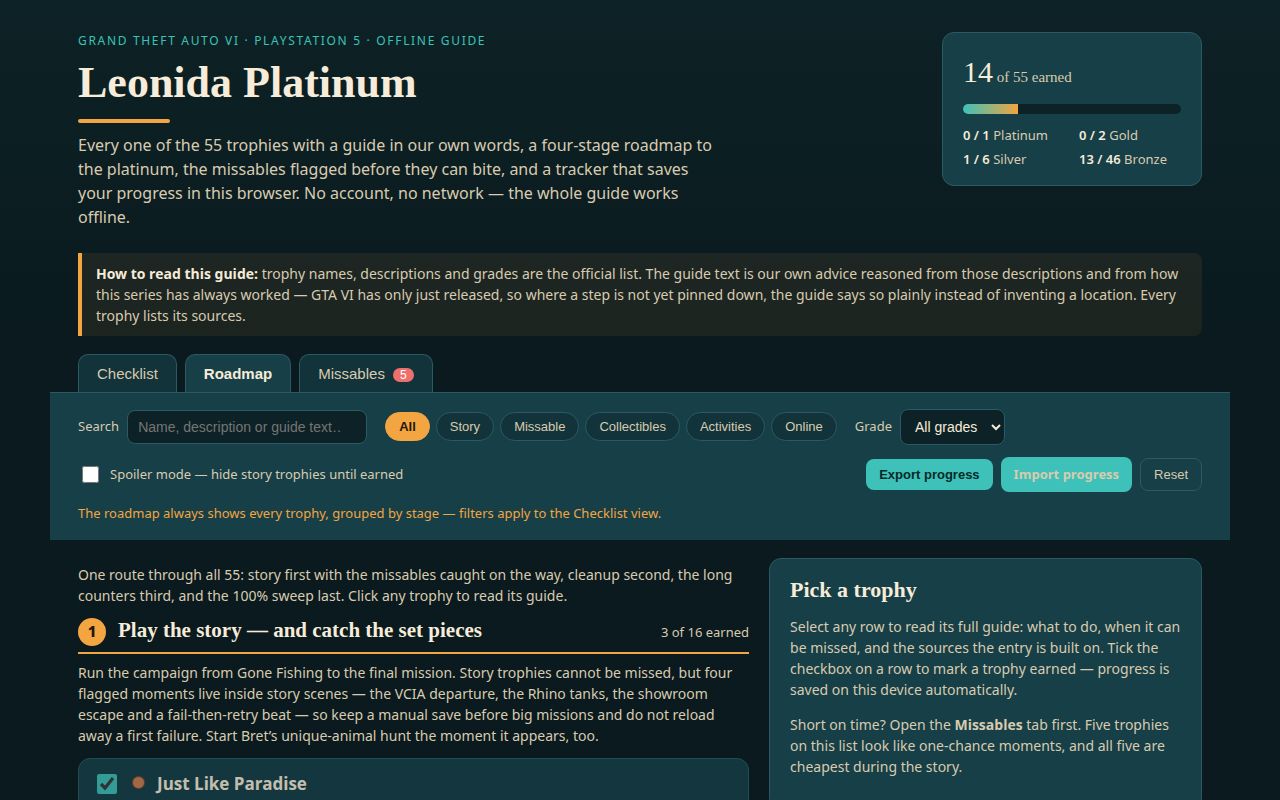 GRAND THEFT AUTO VI · PLAYSTATION 5 · OFFLINE GUIDE
Leonida Platinum
Every one of the 55 trophies with a guide in our own words, a four-stage roadmap to
the platinum, the missables flagged before they can bite, and a tracker that saves
your progress in this browser. No account, no network — the whole guide works
offline.
14 of 55 earned
0 / 1 Platinum
0 / 2 Gold
1 / 6 Silver
13 / 46 Bronze
How to read this guide: trophy names, descriptions and grades are the official list. The guide text is our own advice reasoned from those descriptions and from how
this series has always worked — GTA VI has only just released, so where a step is not yet pinned down, the guide says so plainly instead of inventing a location. Every
trophy lists its sources.
Checklist
Roadmap
Missables 5
Search
Name, description or guide text..
All
Story
Missable
Collectibles
Activities
Online
Grade
All grades
Spoiler mode — hide story trophies until earned
Export progress
Import progress
Reset
The roadmap always shows every trophy, grouped by stage — filters apply to the Checklist view.
One route through all 55: story first with the missables caught on the way, cleanup second, the long
counters third, and the 100% sweep last. Click any trophy to read its guide.
1 Play the story — and catch the set pieces
3 of 16 earned
Run the campaign from Gone Fishing to the final mission. Story trophies cannot be missed, but four
flagged moments live inside story scenes — the VCIA departure, the Rhino tanks, the showroom
escape and a fail-then-retry beat — so keep a manual save before big missions and do not reload
away a first failure. Start Bret’s unique-animal hunt the moment it appears, too.
Just Like Paradise
Pick a trophy
Select any row to read its full guide: what to do, when it can
be missed, and the sources the entry is built on. Tick the
checkbox on a row to mark a trophy earned — progress is
saved on this device automatically.
Short on time? Open the Missables tab first. Five trophies
on this list look like one-chance moments, and all five are
cheapest during the story.